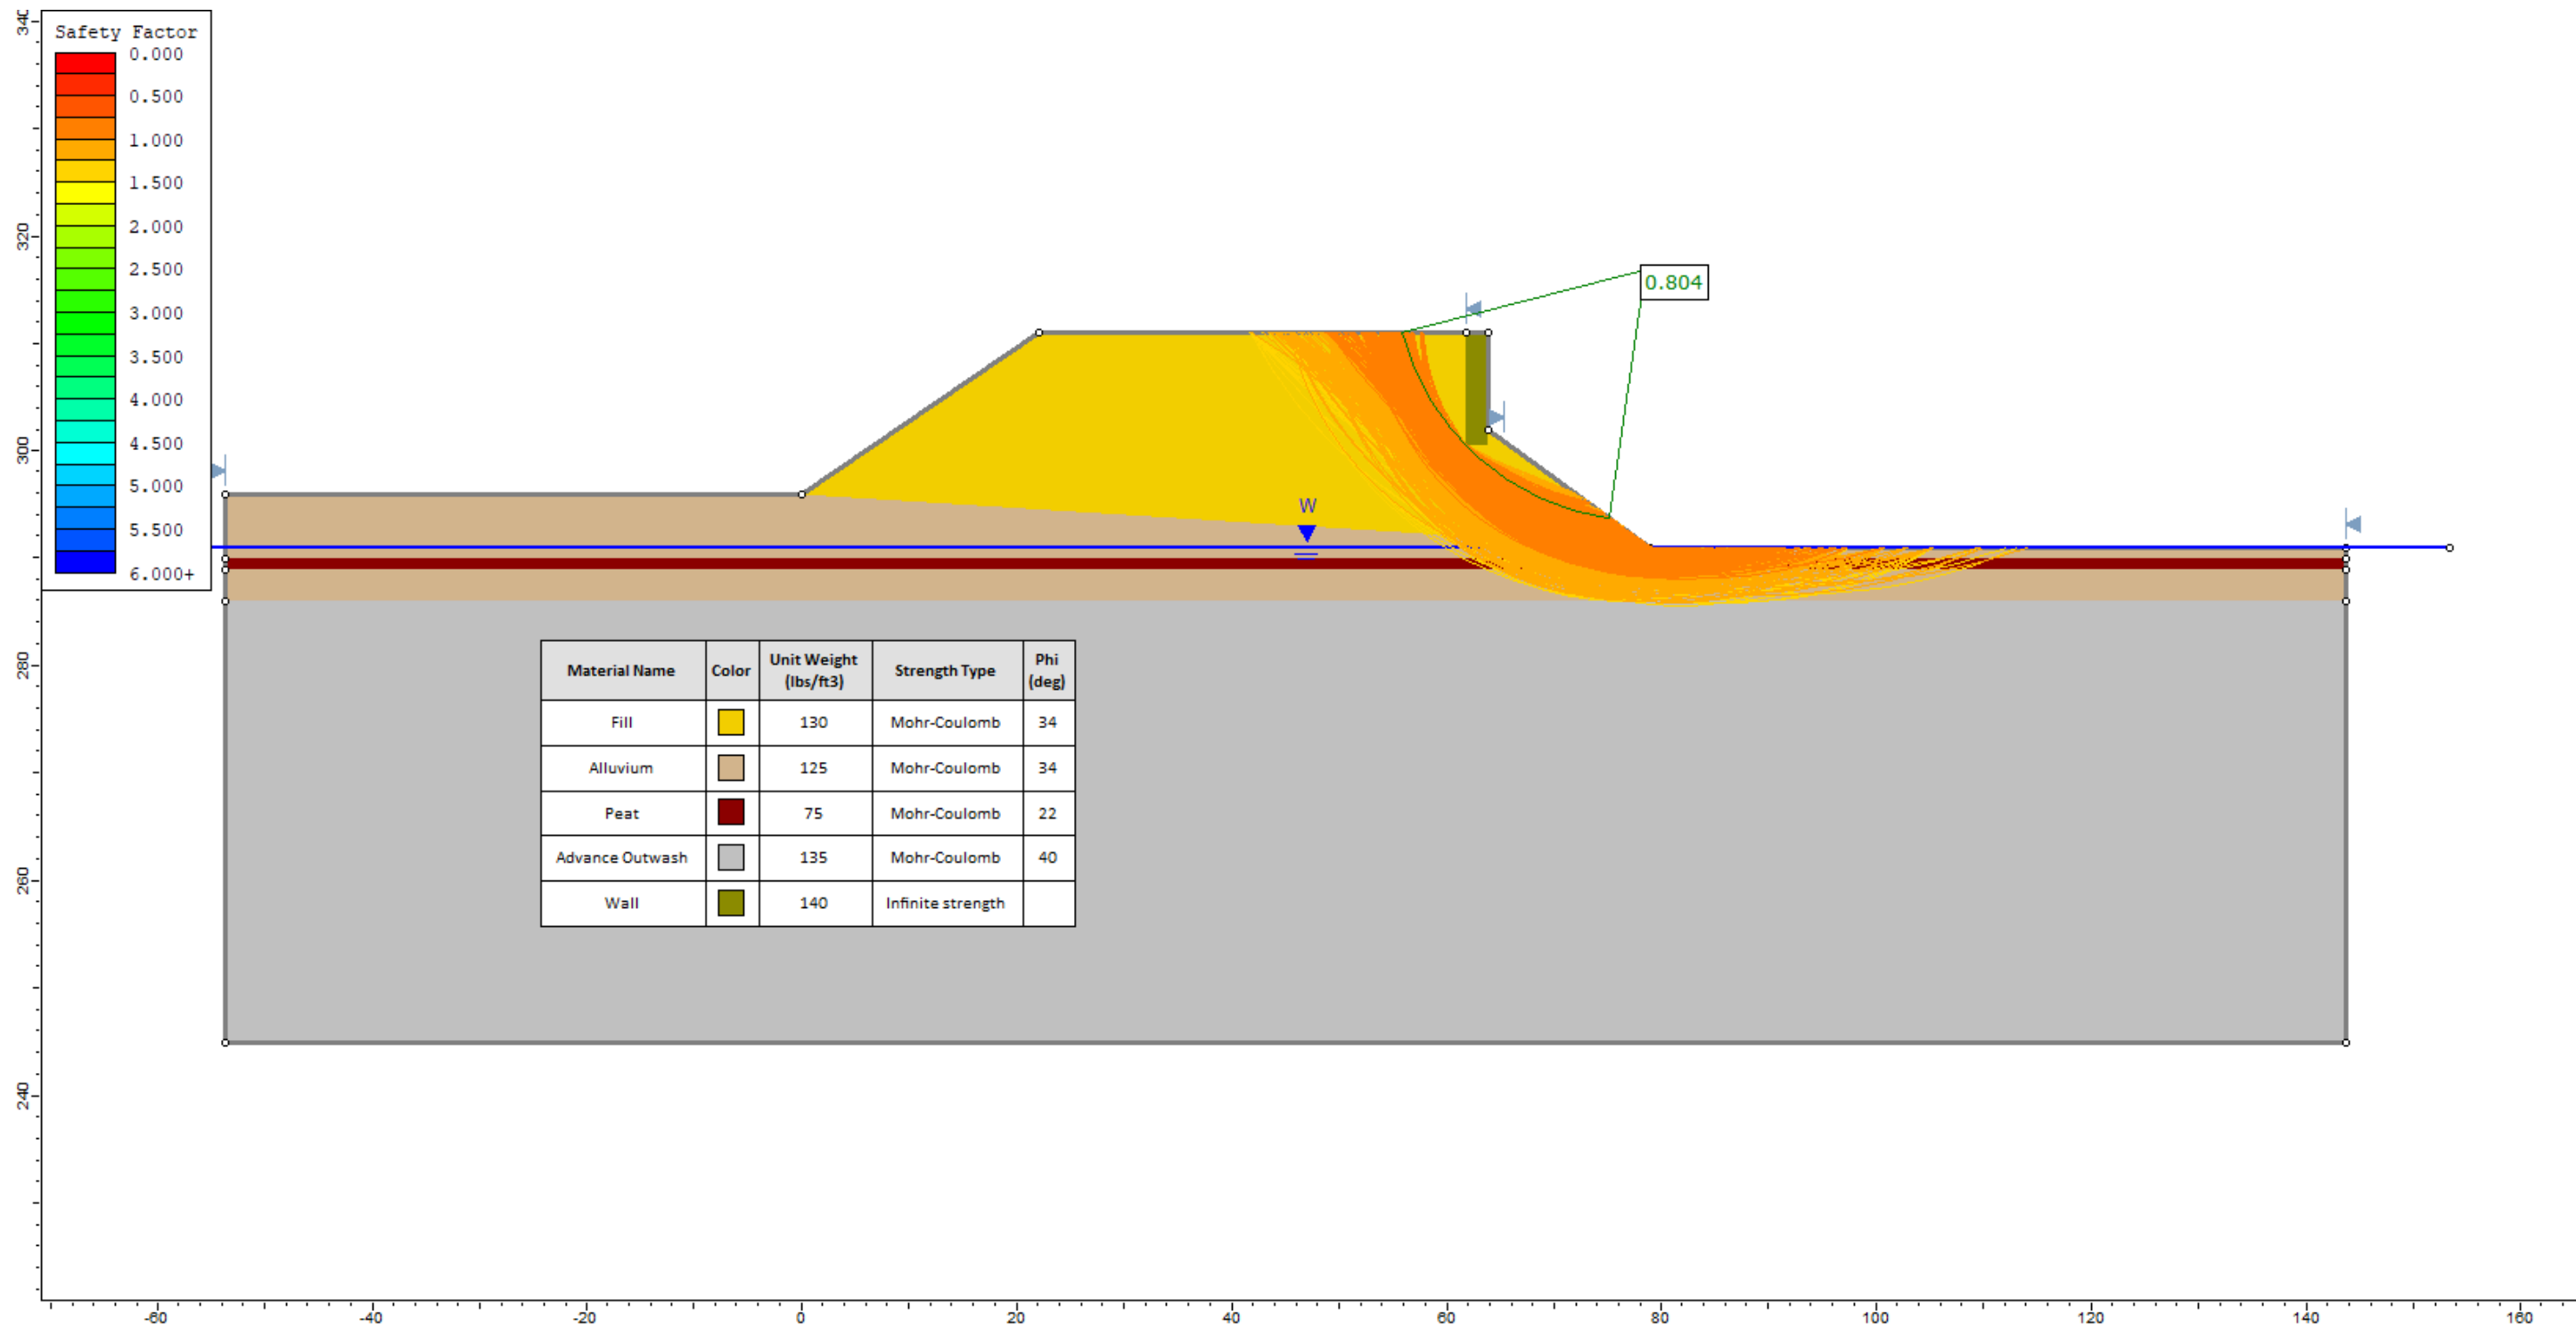 Safety Factor
0.000
0.500
1.000
1.500
2.000
2.500
3.000
3.500
4.000
4.500
5.000
5.500
6.000+
340
320
300
280
260
240
0.804
W
Material Name Color Unit Weight (lbs/ft3) Strength Type Phi (deg)
Fill 130 Mohr-Coulomb 34
Alluvium 125 Mohr-Coulomb 34
Peat 75 Mohr-Coulomb 22
Advance Outwash 135 Mohr-Coulomb 40
Wall 140 Infinite strength
-60 -40 -20 0 20 40 60 80 100 120 140 160